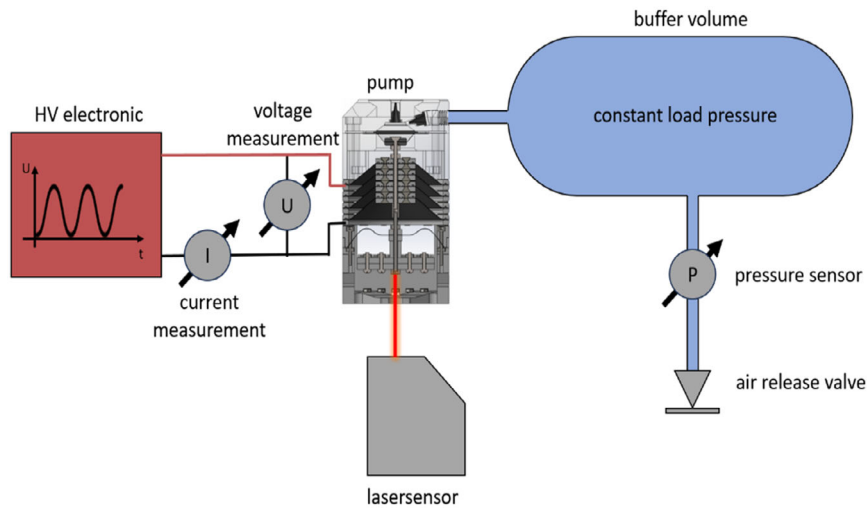 buffer volume
pump
HV electronic
voltage
measurement
constant load pressure
U
t
U
I
current
measurement
P
pressure sensor
air release valve
lasersensor